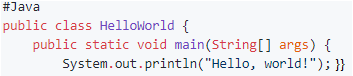 #Java
public class HelloWorld {
    public static void main(String[] args) {
        System.out.println("Hello, world!"); }}